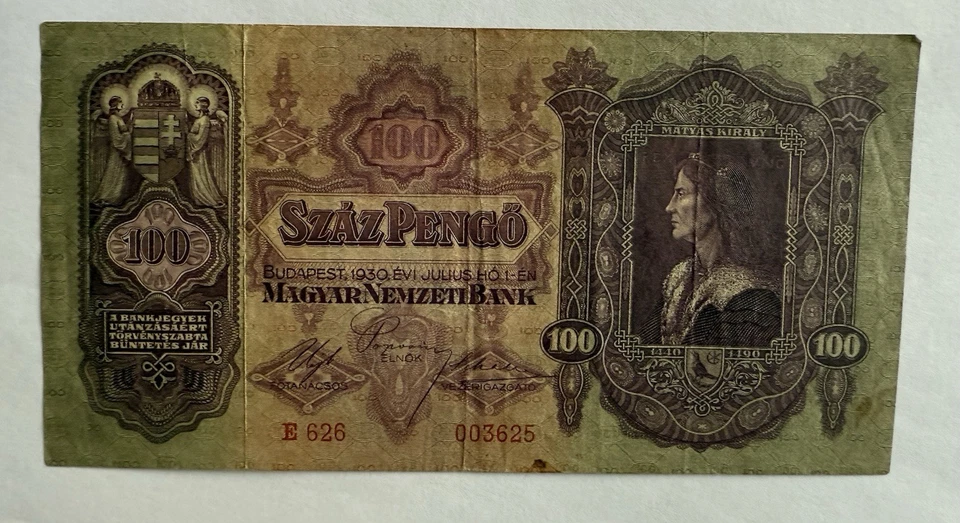 100
A BANKJEGYEK
UTÁNZÁSÁÉRT
TÖRVÉNYSZABTA
BÜNTETÉS JÁR
100
SZÁZ PENGŐ
BUDAPEST, 1930. ÉVI JULIUS HÓ 1-ÉN
MAGYAR NEMZETI BANK
ELNÖK
FŐTANÁCSOS
VEZÉRIGAZGATÓ
E 626
003625
MÁTYÁS KIRÁLY
100
1440
1490
100